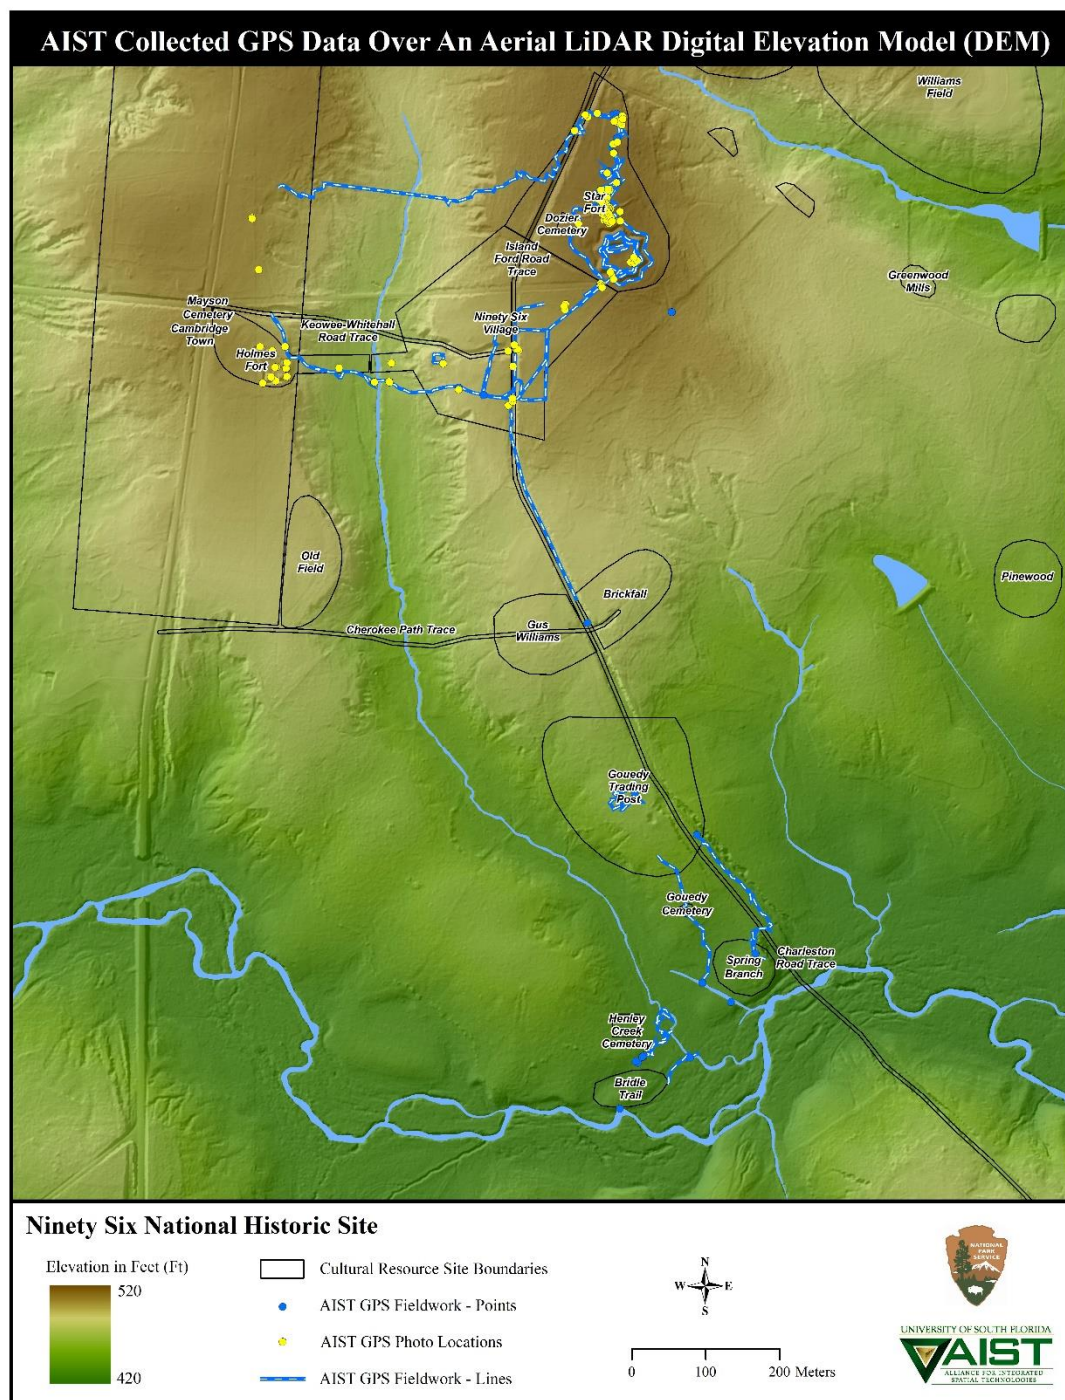 AIST Collected GPS Data Over An Aerial LiDAR Digital Elevation Model (DEM)
Williams
Field
Star
Fort
Dozier
Cemetery
Island
Ford Road
Trace
Greenwood
Mills
Mayson
Cemetery
Cambridge
Town
Keowee-Whitehall
Road Trace
Ninety Six
Village
Holmes
Fort
Old
Field
Pinewood
Brickfall
Gus
Williams
Cherokee Path Trace
Gouedy
Trading
Post
Gouedy
Cemetery
Spring
Branch
Charleston
Road Trace
Henley
Creek
Cemetery
Bridle
Trail
Ninety Six National Historic Site
Elevation in Feet (Ft)
520
420
Cultural Resource Site Boundaries
AIST GPS Fieldwork - Points
AIST GPS Photo Locations
AIST GPS Fieldwork - Lines
N
W E
S
0 100 200 Meters
NATIONAL
PARK
SERVICE
UNIVERSITY OF SOUTH FLORIDA
AIST
ALLIANCE FOR INTEGRATED
SPATIAL TECHNOLOGIES